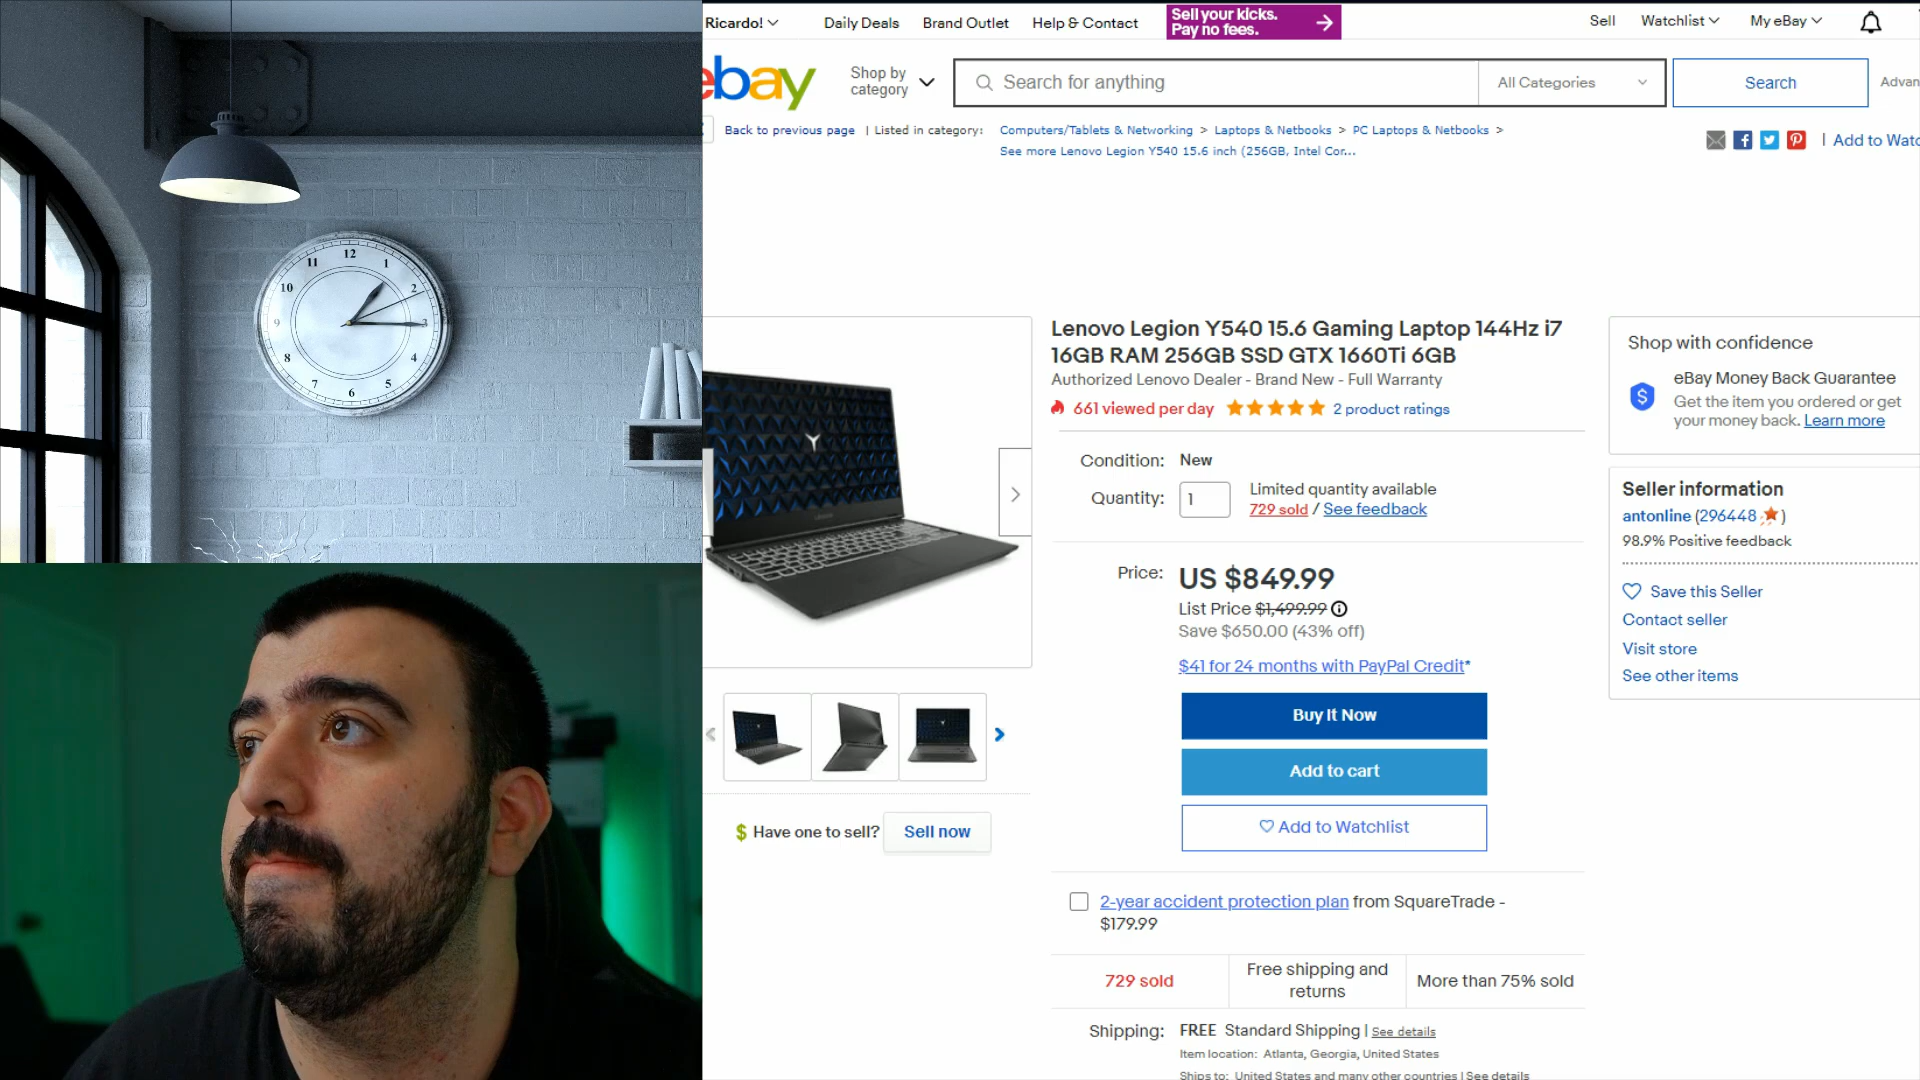 12
11
1
10
2
9
3
8
4
7
5
6
Ricardo!
Daily Deals
Brand Outlet
Help & Contact
Sell your kicks.
Pay no fees.
Sell
Watchlist
My eBay
ebay
Shop by
category
Search for anything
All Categories
Search
Back to previous page
| Listed in category:
Computers/Tablets & Networking > Laptops & Netbooks > PC Laptops & Netbooks >
See more Lenovo Legion Y540 15.6 inch (256GB, Intel Cor...
| Add to
Lenovo Legion Y540 15.6 Gaming Laptop 144Hz i7
16GB RAM 256GB SSD GTX 1660Ti 6GB
Authorized Lenovo Dealer - Brand New - Full Warranty
661 viewed per day
2 product ratings
Condition: New
Quantity: 1
Limited quantity available
729 sold / See feedback
Price: US $849.99
List Price $1,499.99
Save $650.00 (43% off)
$41 for 24 months with PayPal Credit*
Buy It Now
Add to cart
Add to Watchlist
2-year accident protection plan from SquareTrade -
$179.99
729 sold
Free shipping and
returns
More than 75% sold
Shipping: FREE Standard Shipping | See details
Item location: Atlanta, Georgia, United States
Ships to: United States and many other countries | See details
$ Have one to sell? Sell now
Shop with confidence
eBay Money Back Guarantee
Get the item you ordered or get
your money back. Learn more
Seller information
antonline (296448)
98.9% Positive feedback
Save this Seller
Contact seller
Visit store
See other items